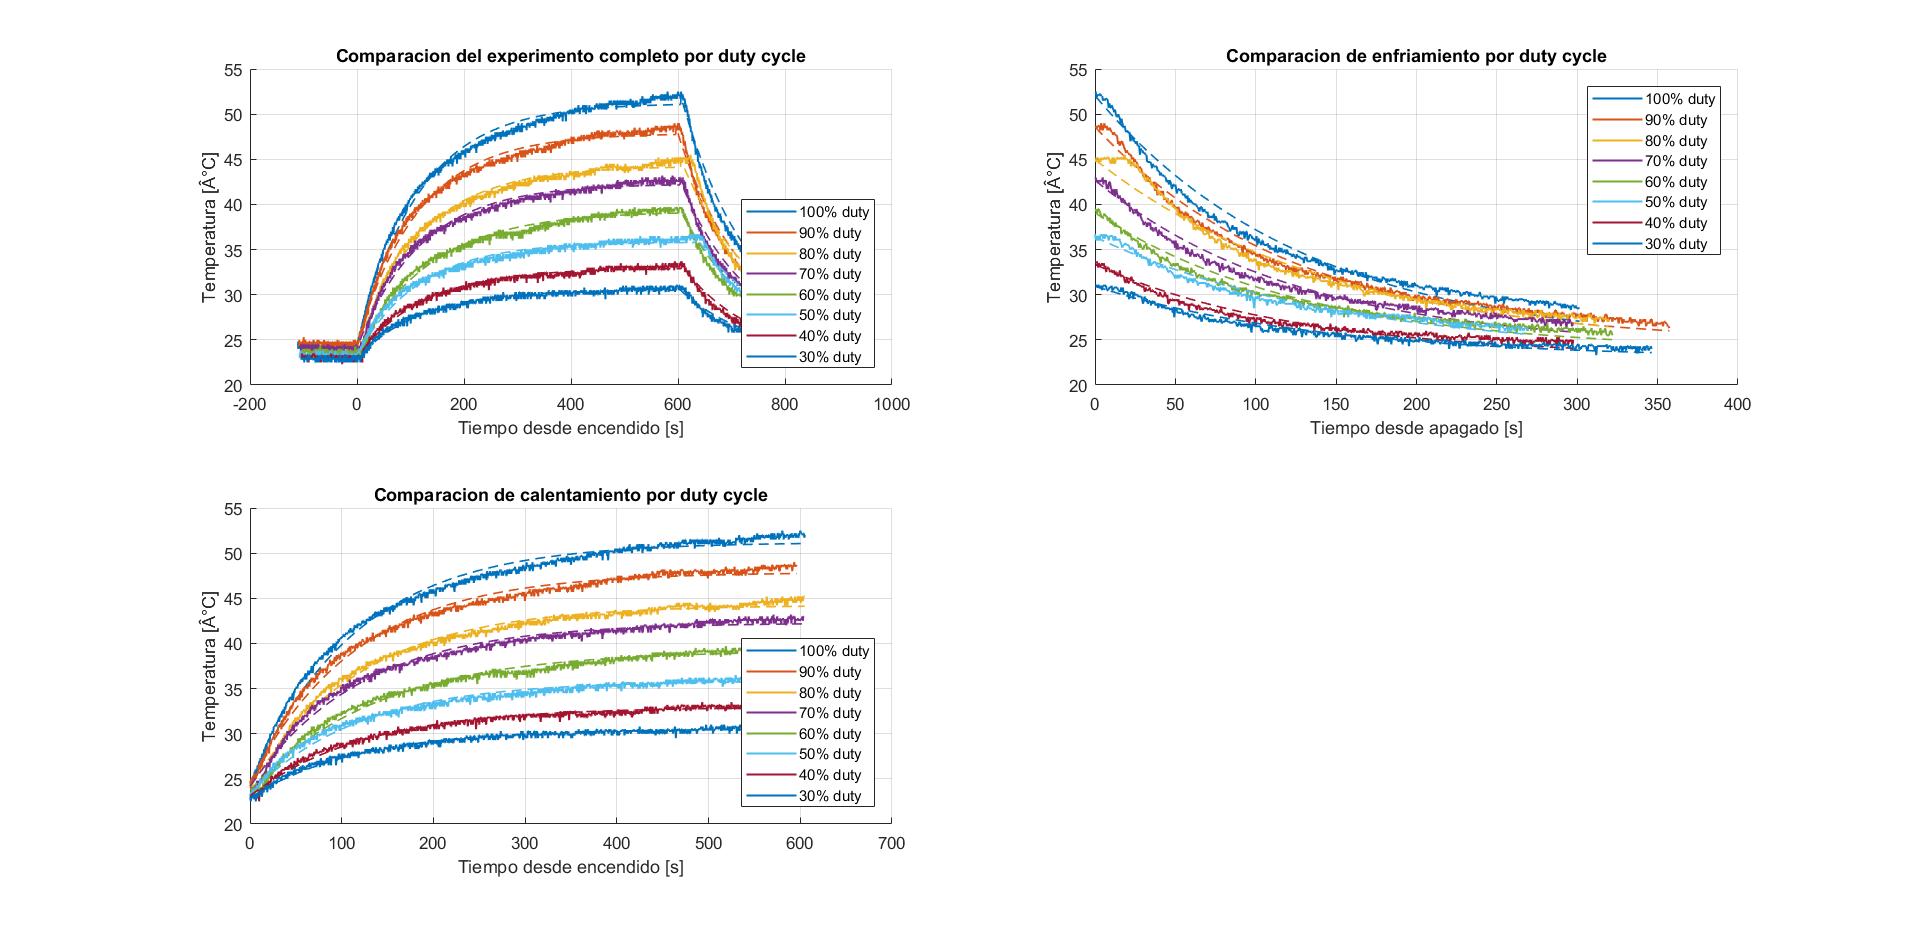 Comparacion del experimento completo por duty cycle
55
50
45
40
35
30
25
20
Temperatura [Â°C]
-200 0 200 400 600 800 1000
Tiempo desde encendido [s]
100% duty
90% duty
80% duty
70% duty
60% duty
50% duty
40% duty
30% duty
Comparacion de enfriamiento por duty cycle
55
50
45
40
35
30
25
20
Temperatura [Â°C]
0 50 100 150 200 250 300 350 400
Tiempo desde apagado [s]
100% duty
90% duty
80% duty
70% duty
60% duty
50% duty
40% duty
30% duty
Comparacion de calentamiento por duty cycle
55
50
45
40
35
30
25
20
Temperatura [Â°C]
0 100 200 300 400 500 600 700
Tiempo desde encendido [s]
100% duty
90% duty
80% duty
70% duty
60% duty
50% duty
40% duty
30% duty